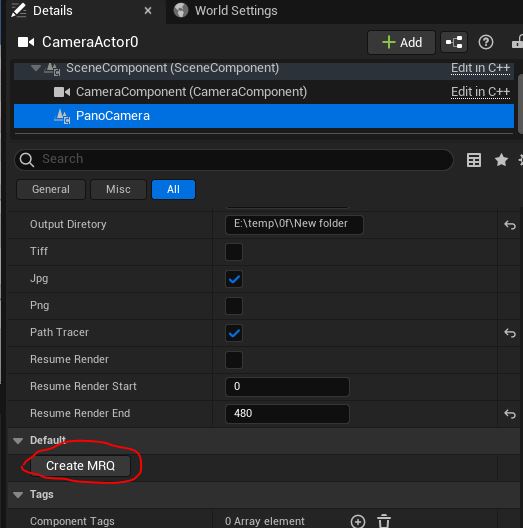 Details
World Settings
CameraActor0
Add
SceneComponent (SceneComponent)
Edit in C++
CameraComponent (CameraComponent)
Edit in C++
PanoCamera
Search
General
Misc
All
Output Diretory
E:\temp\0f\New folder
Tiff
Jpg
Png
Path Tracer
Resume Render
Resume Render Start
0
Resume Render End
480
Default
Create MRQ
Tags
Component Tags
0 Array element